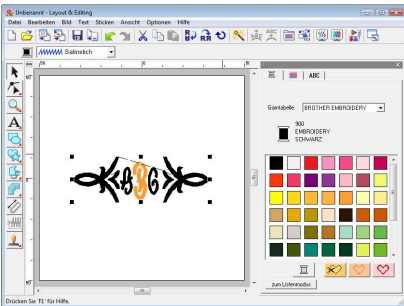 Unbenannt - Layout & Editing
Datei Bearbeiten Bild Text Sticken Ansicht Optionen Hilfe
Satinstich
ABC
Garntabelle: BROTHER EMBROIDERY
900
EMBROIDERY
SCHWARZ
A
zum Listenmodus
Drücken Sie 'F1' für Hilfe.